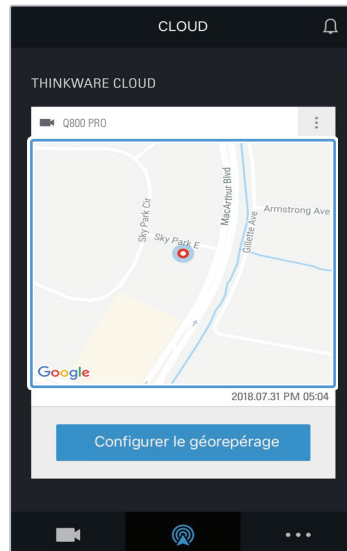 CLOUD
THINKWARE CLOUD
Q800 PRO
Sky Park Cir
MacArthur Blvd
Armstrong Ave
Gillette Ave
Sky Park E
Google
2018.07.31 PM 05:04
Configurer le géorepérage